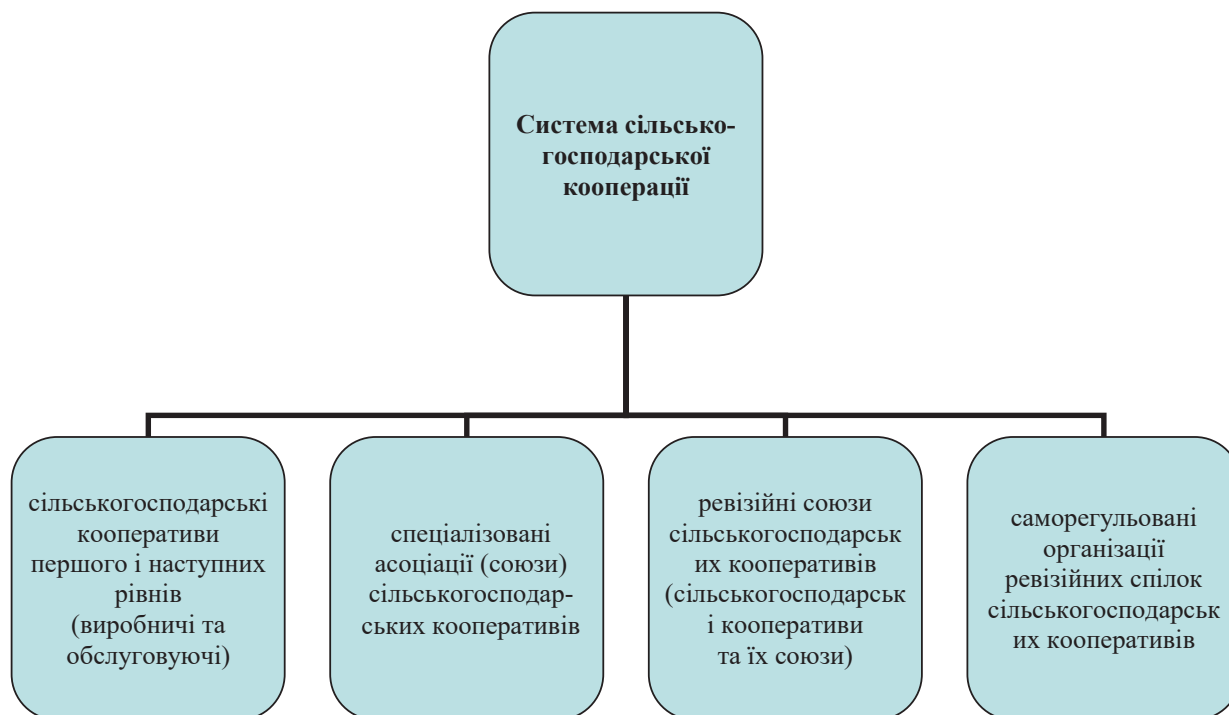 Система сільсько-
господарської
кооперації
сільськогосподарські
кооперативи
першого і наступних
рівнів
(виробничі та
обслуговуючі)
спеціалізовані
асоціації (союзи)
сільськогосподар-
ських кооперативів
ревізійні союзи
сільськогосподарськ
их кооперативів
(сільськогосподарськ
і кооперативи
та їх союзи)
саморегульовані
організації
ревізійних спілок
сільськогосподарськ
их кооперативів